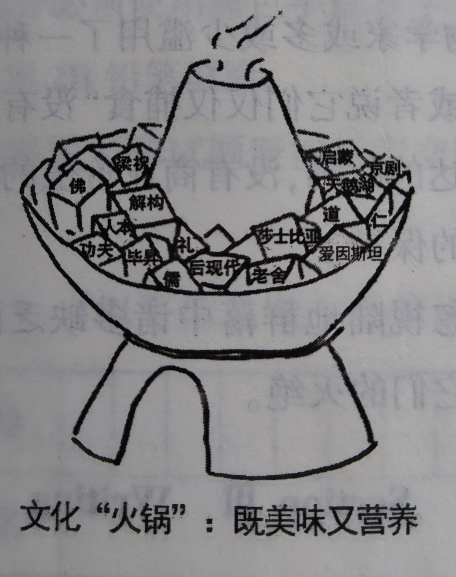 梁祝
启蒙
京剧
佛
天鹅湖
解构
道
仁
人本
礼
莎士比亚
功夫
毕昇
后现代
老舍
爱因斯坦
儒
文化“火锅”：既美味又营养